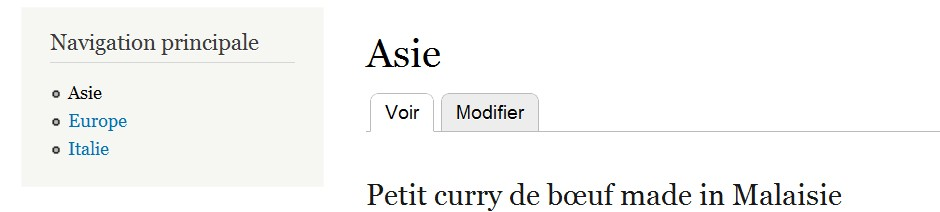 Navigation principale
Asie
Europe
Italie
Asie
Voir
Modifier
Petit curry de bœuf made in Malaisie